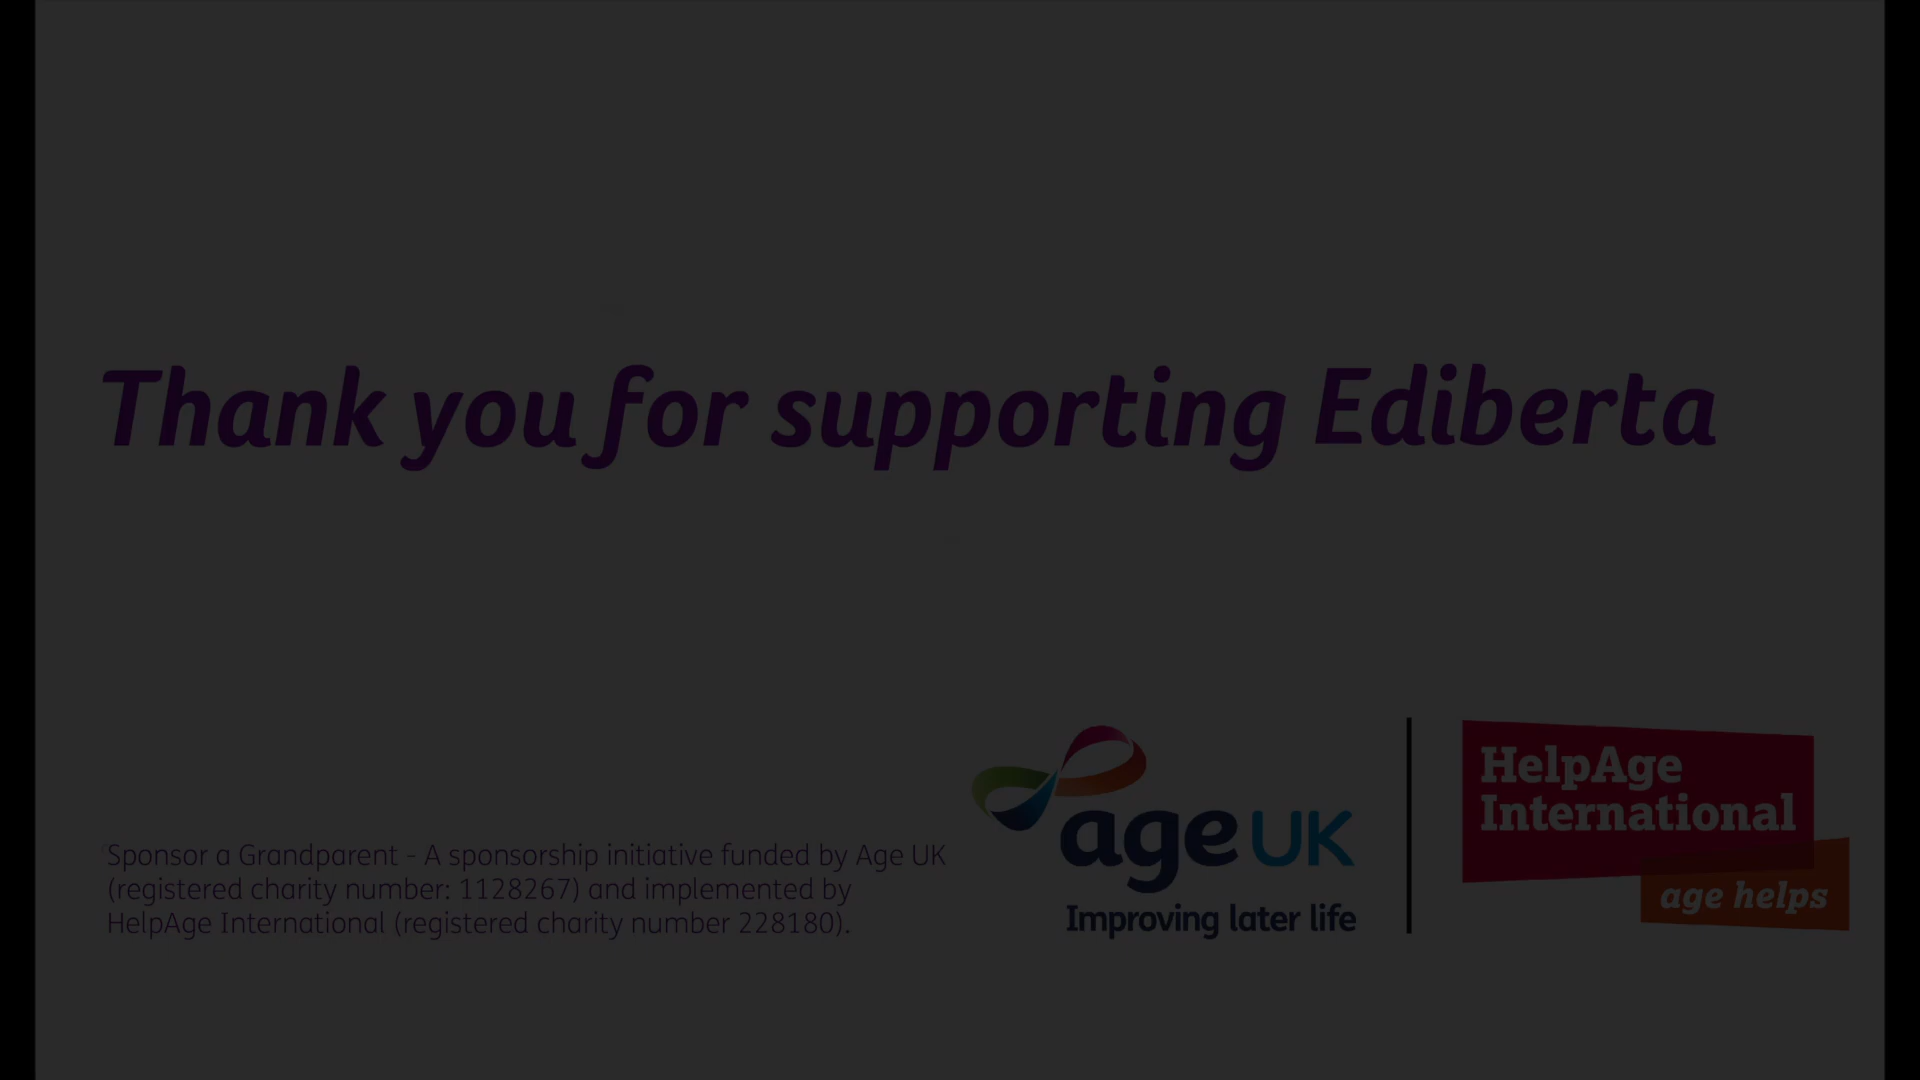 Thank you for supporting Ediberta
Sponsor a Grandparent - A sponsorship initiative funded by Age UK
(registered charity number: 1128267) and implemented by
HelpAge International (registered charity number 228180).
age UK
Improving later life
HelpAge
International
age helps